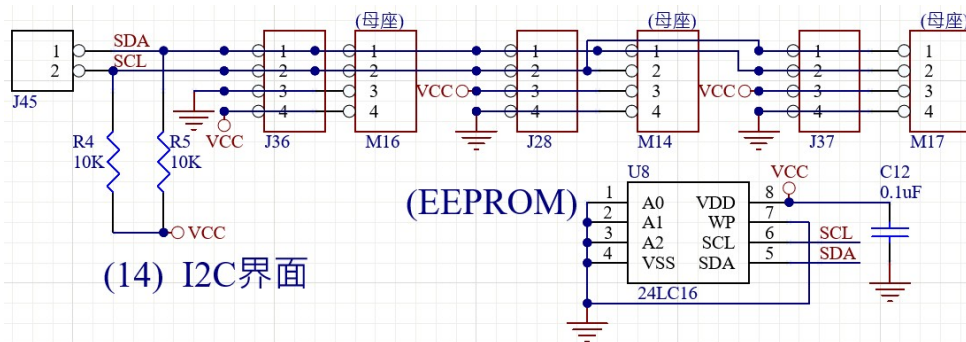 (母座)
(母座)
(母座)
1 SDA 1 1 1 1 1 1
2 SCL 2 2 2 2 2 2
3 3 VCC 3 3 VCC 3 3
4 4 4 4 4 4
J45
VCC
J36 M16 J28 M14 J37 M17
R4 10K
R5 10K
VCC
(EEPROM)
U8
VCC
C12
0.1uF
1 A0 VDD 8
2 A1 WP 7
3 A2 SCL 6 SCL
4 VSS SDA 5 SDA
24LC16
(14) I2C界面